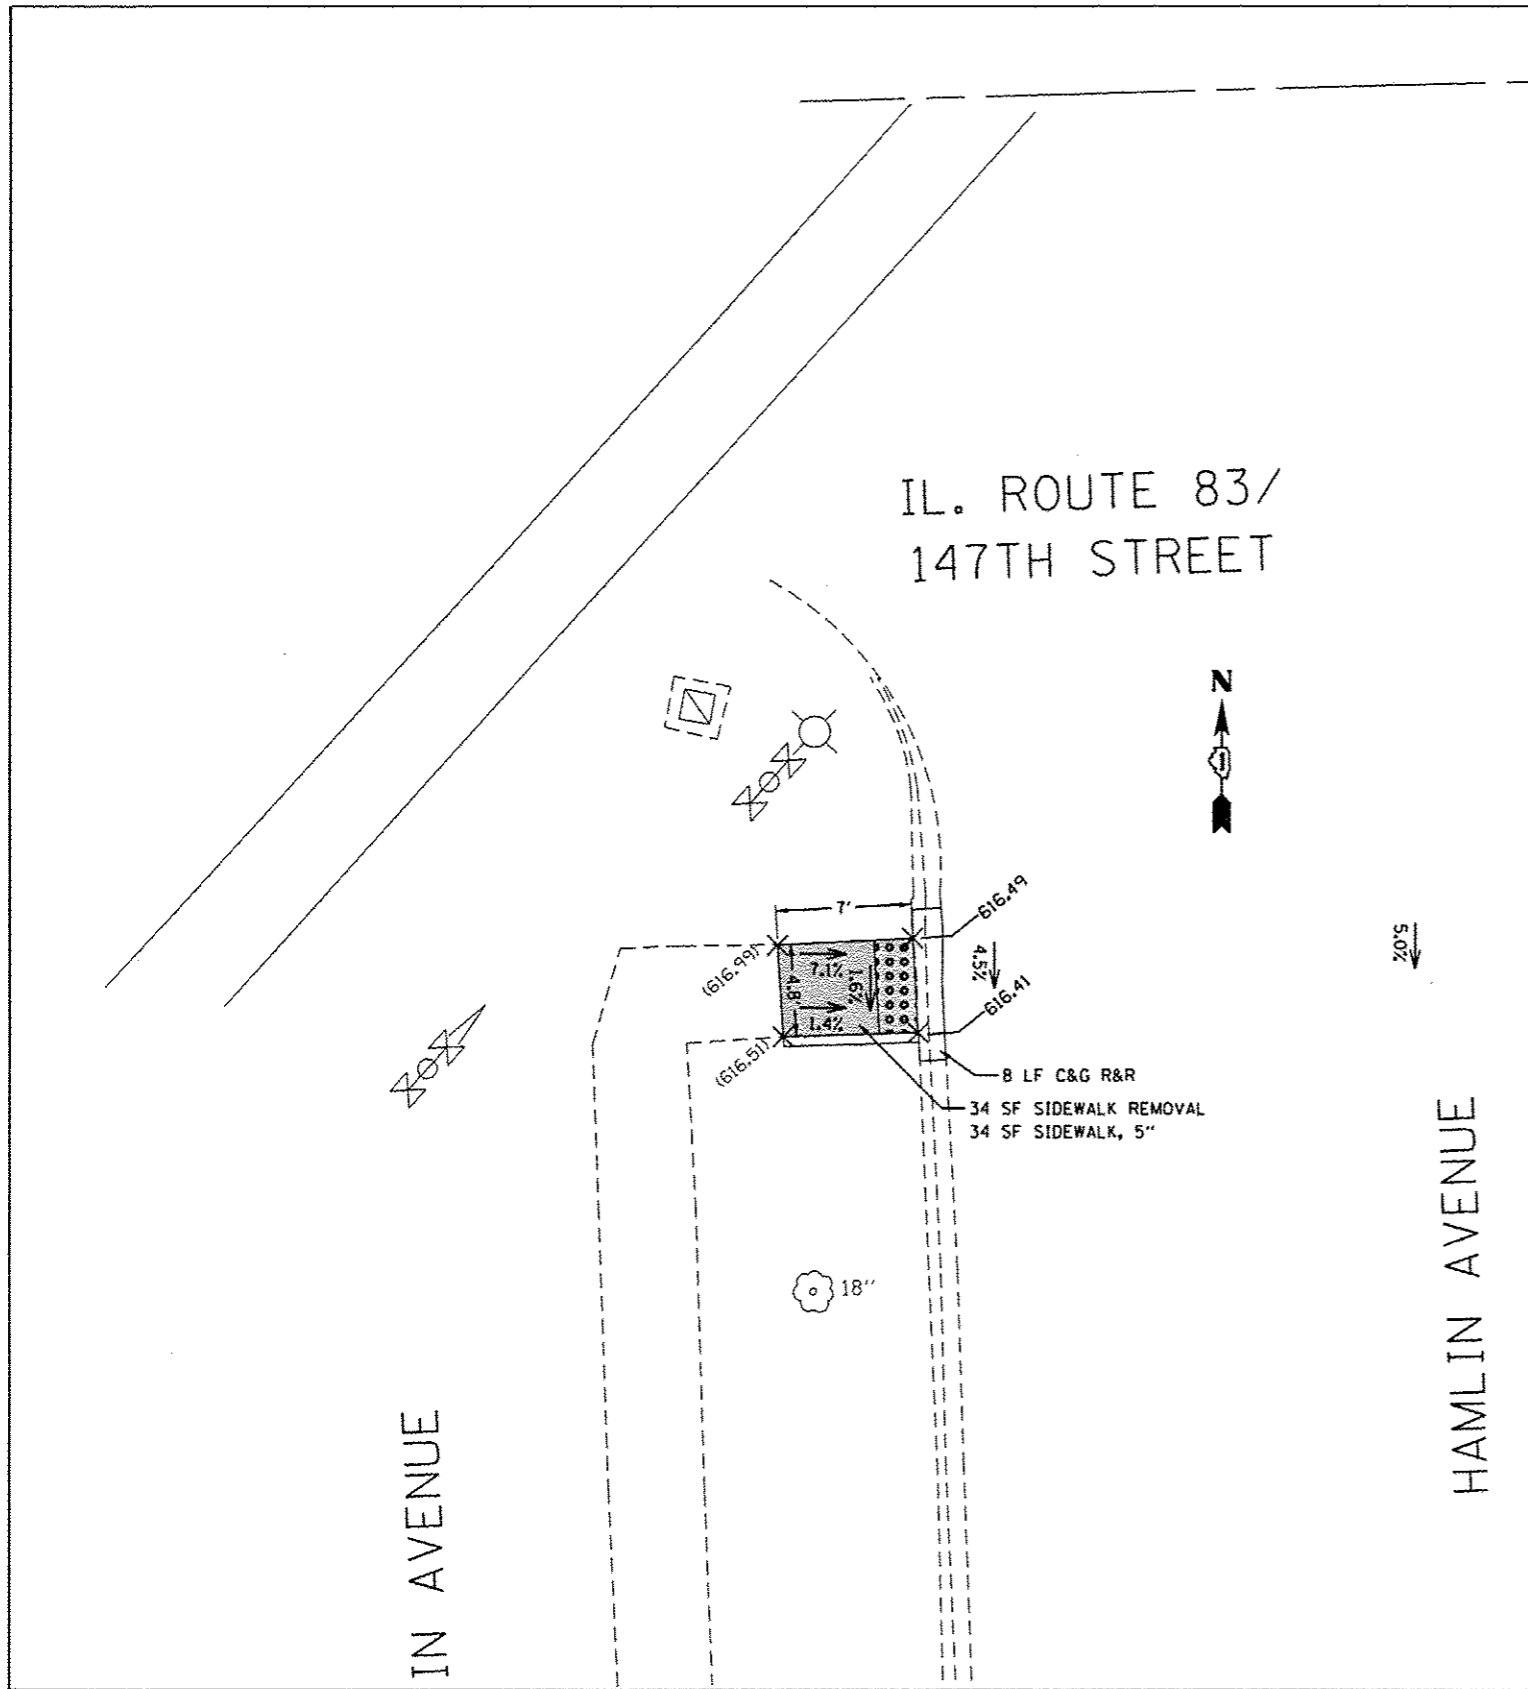 IL. ROUTE 83/
147TH STREET
N
7'
616.49
(616.99)
7.1%
4.8'
1.6%
4.5%
5.0%
1.4%
616.41
(616.51)
8 LF C&G R&R
34 SF SIDEWALK REMOVAL
34 SF SIDEWALK, 5"
18"
HAMLIN AVENUE
IN AVENUE